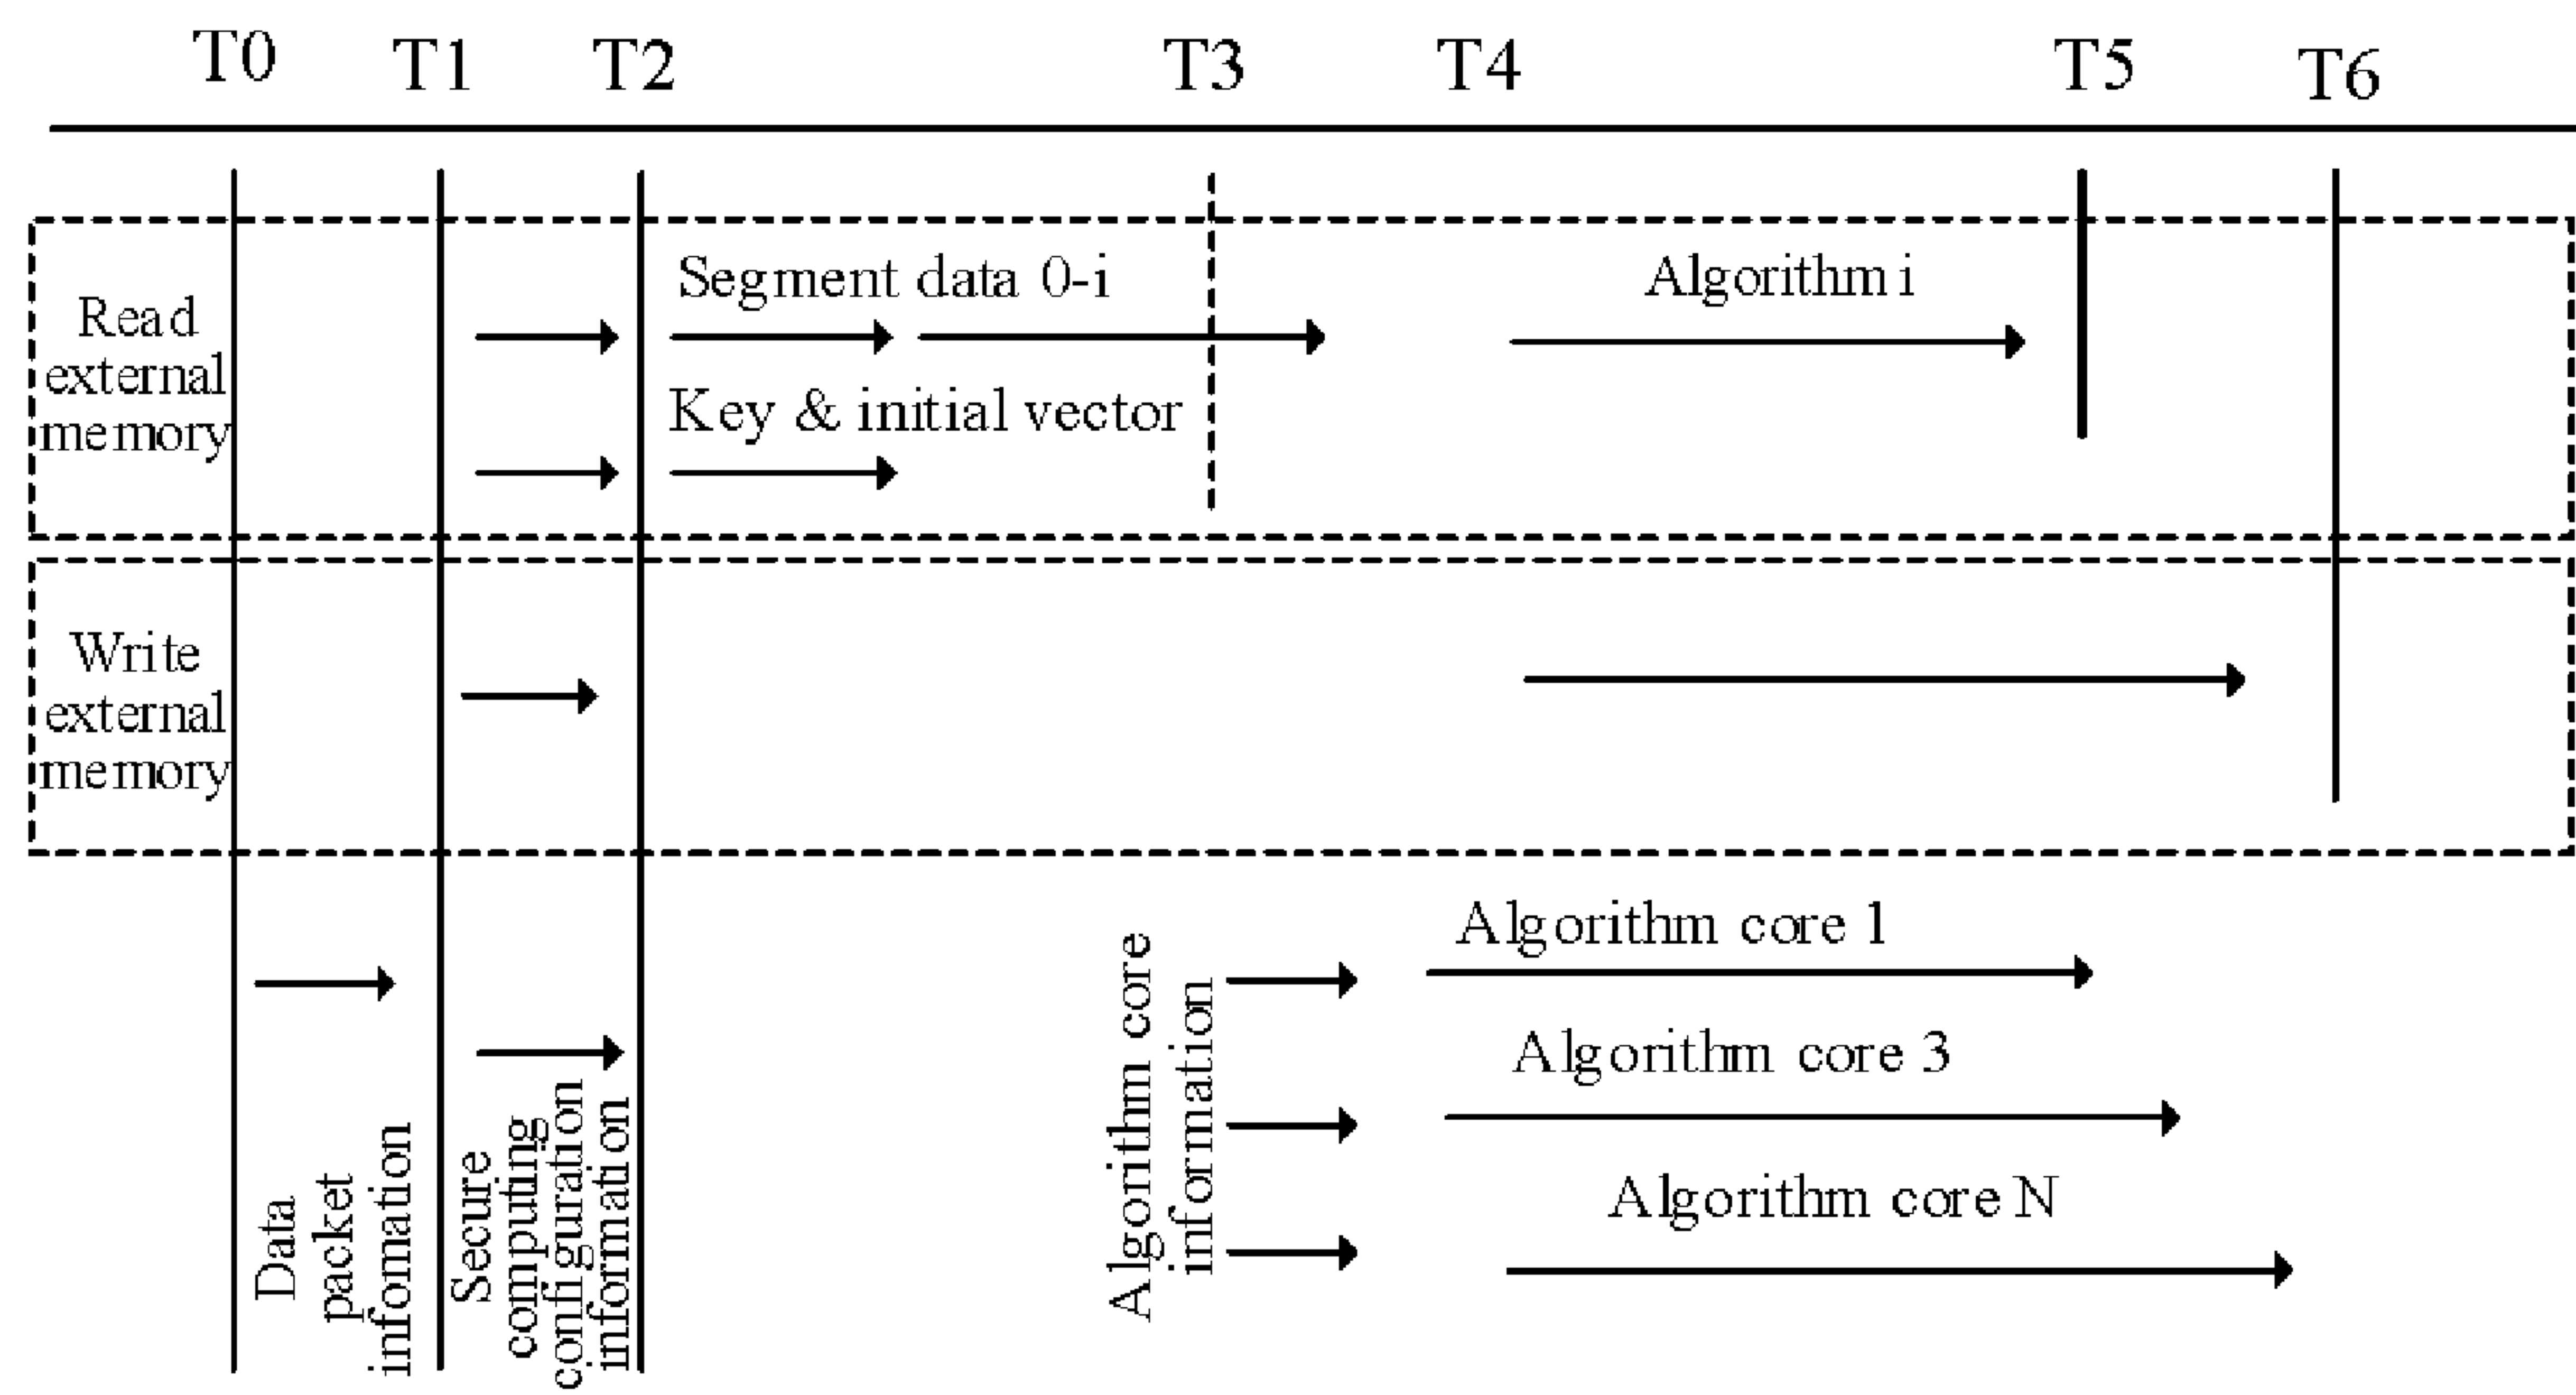 T0 T1 T2 T3 T4 T5 T6
Read
external
memory
Segment data 0-i
Key & initial vector
Algorithm i
Write
external
memory
Data
packet
infomation
Secure
computing
configuration
information
Algorithm core
information
Algorithm core 1
Algorithm core 3
Algorithm core N